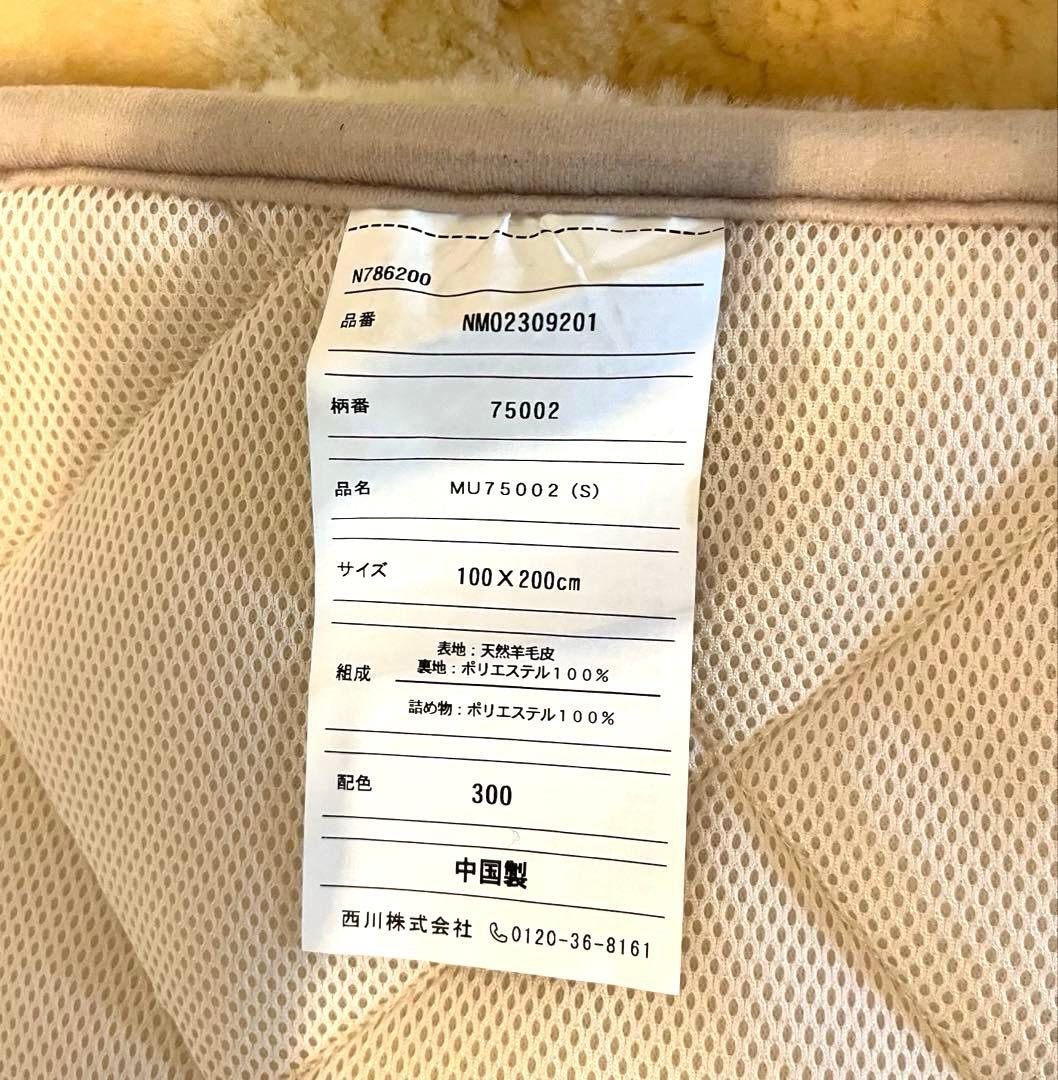 N786200
品番 NM02309201
柄番 75002
品名 MU75002(S)
サイズ 100×200cm
表地:天然羊毛皮
組成 裏地:ポリエステル100%
詰め物:ポリエステル100%
配色 300
中国製
西川株式会社 0120-36-8161